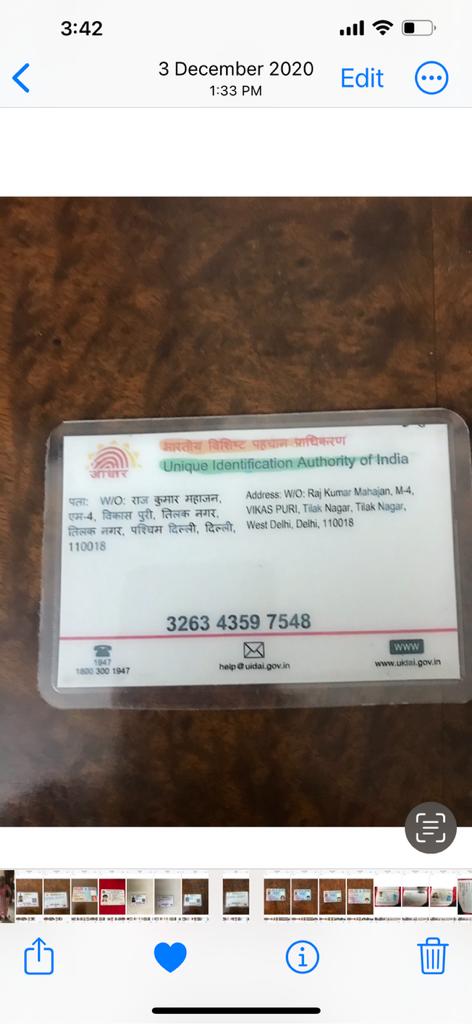 3:42
3 December 2020
1:33 PM
Edit
भारतीय विशिष्ट पहचान प्राधिकरण
Unique Identification Authority of India
आधार
पता: W/O: राज कुमार महाजन,
एम-4, विकास पुरी, तिलक नगर,
तिलक नगर, पश्चिम दिल्ली, दिल्ली,
110018
Address: W/O: Raj Kumar Mahajan, M-4,
VIKAS PURI, Tilak Nagar, Tilak Nagar,
West Delhi, Delhi, 110018
3263 4359 7548
1947
1800 300 1947
help@uidai.gov.in
WWW
www.uidai.gov.in